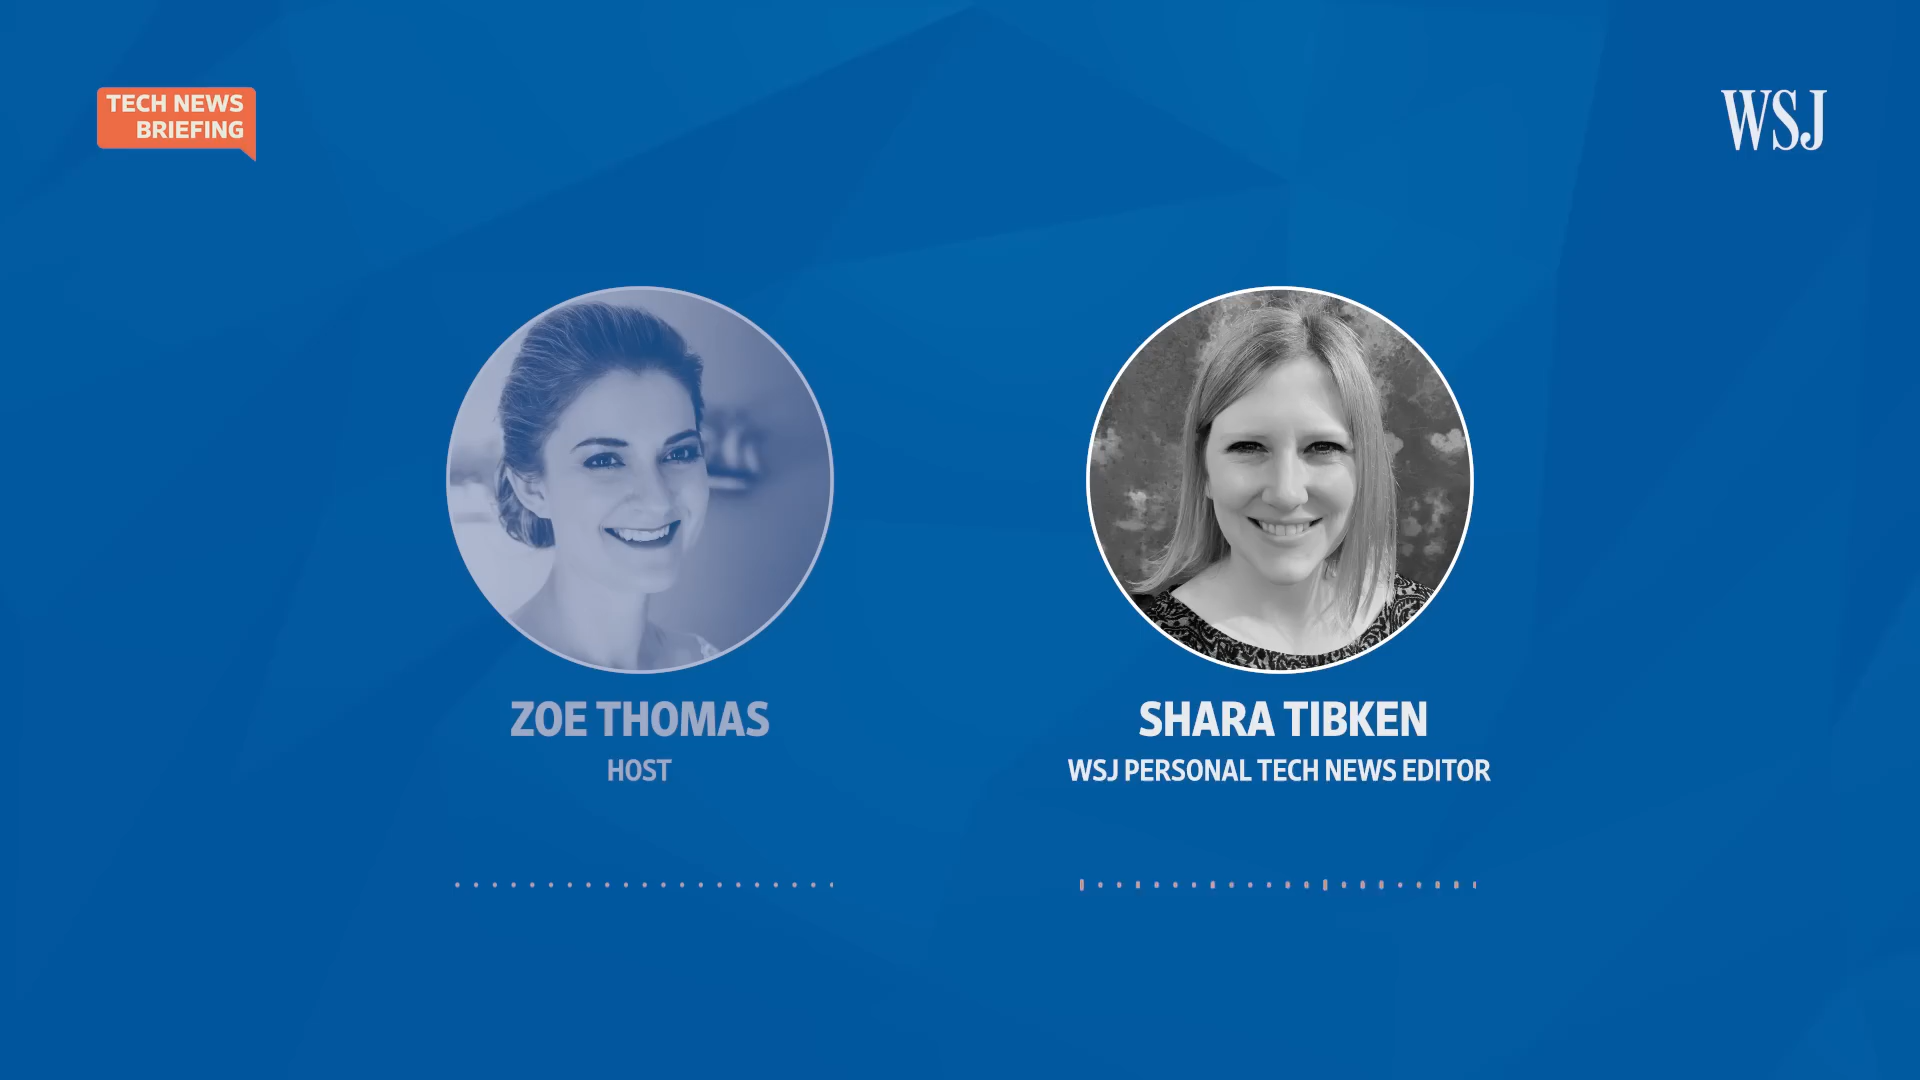 TECH NEWS
BRIEFING
WSJ
ZOE THOMAS
HOST
SHARA TIBKEN
WSJ PERSONAL TECH NEWS EDITOR